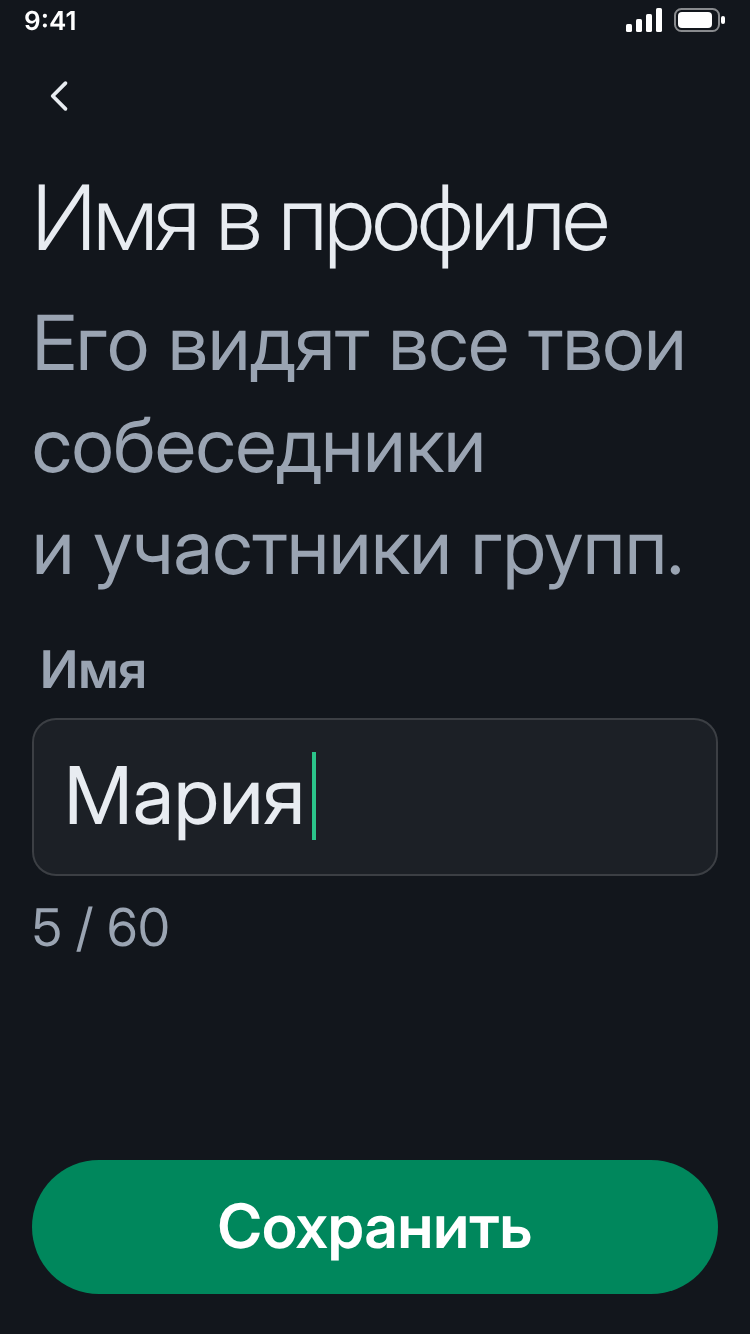 9:41
Имя в профиле
Его видят все твои
собеседники
и участники групп.
Имя
Мария
5 / 60
Сохранить